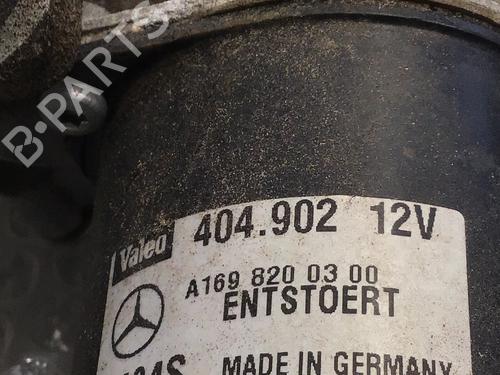 B-PARTS
Valeo 404.902 12V
A169 820 03 00
ENTSTOERT
MADE IN GERMANY